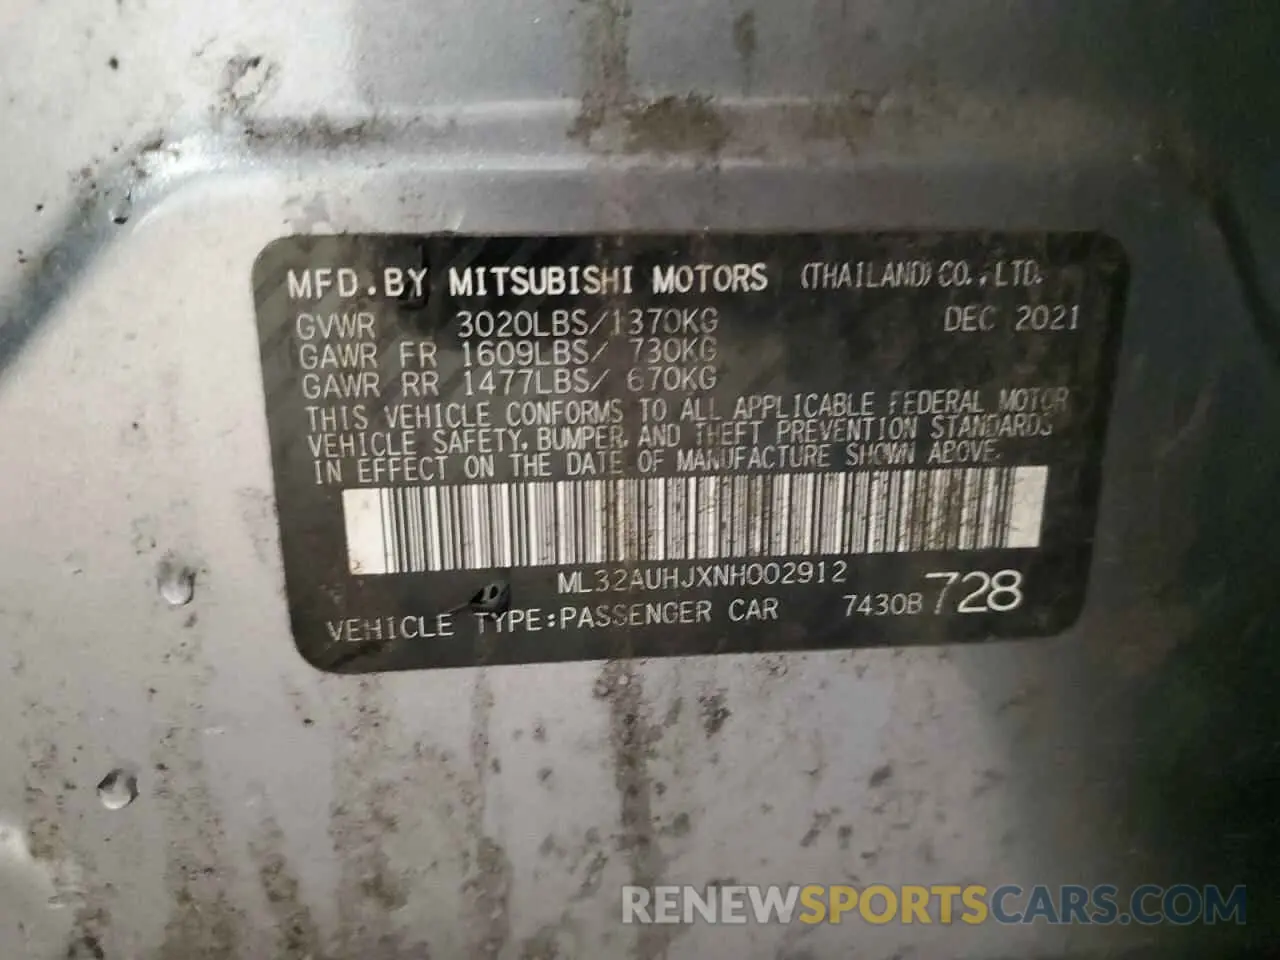 MFD.BY MITSUBISHI MOTORS (THAILAND) CO.,LTD.
GVWR 3020LBS/1370KG DEC 2021
GAWR FR 1609LBS/ 730KG
GAWR RR 1477LBS/ 670KG
THIS VEHICLE CONFORMS TO ALL APPLICABLE FEDERAL MOTOR
VEHICLE SAFETY, BUMPER, AND THEFT PREVENTION STANDARDS
IN EFFECT ON THE DATE OF MANUFACTURE SHOWN ABOVE.
ML32AUHJXNH002912
VEHICLE TYPE:PASSENGER CAR 7430B 728
RENEWSPORTSCARS.COM